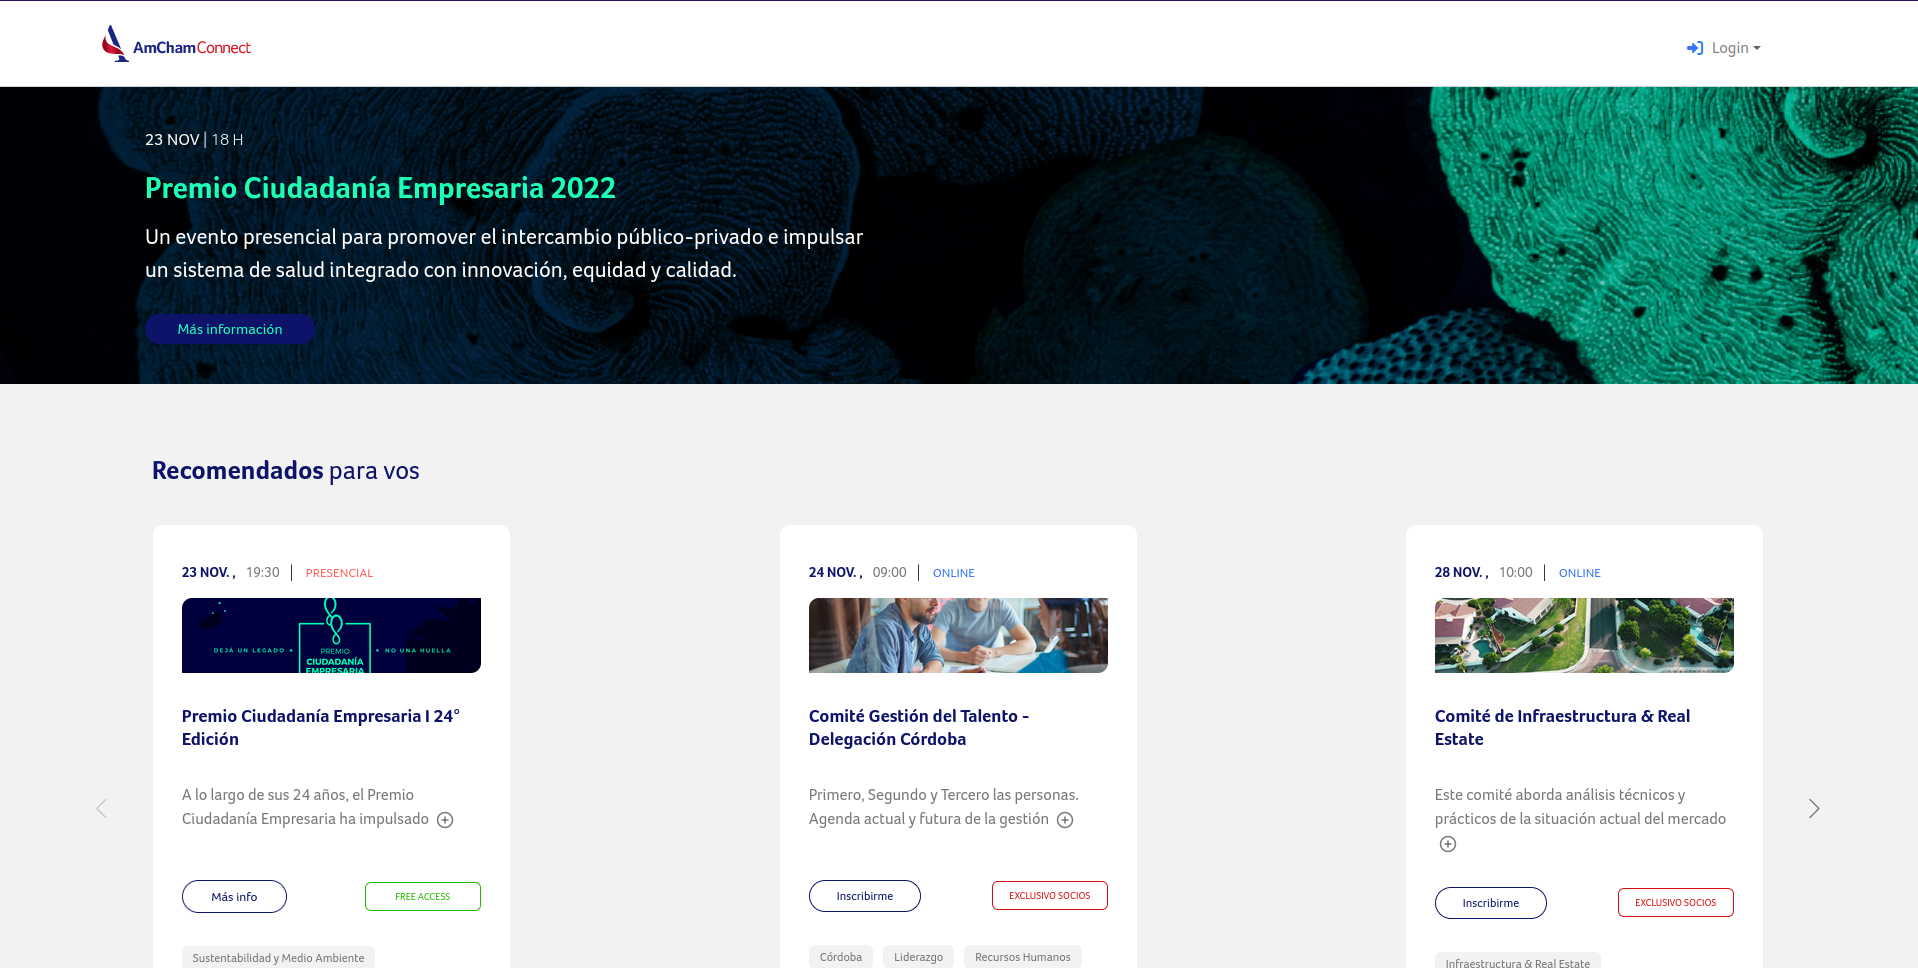 AmChamConnect
Login
23 NOV | 18 H
Premio Ciudadanía Empresaria 2022
Un evento presencial para promover el intercambio público-privado e impulsar
un sistema de salud integrado con innovación, equidad y calidad.
Más información
Recomendados para vos
23 NOV. , 19:30 | PRESENCIAL
DEJÁ UN LEGADO • PREMIO • NO UNA HUELLA
CIUDADANÍA
EMPRESARIA
Premio Ciudadanía Empresaria I 24°
Edición
A lo largo de sus 24 años, el Premio
Ciudadanía Empresaria ha impulsado
Más info
FREE ACCESS
Sustentabilidad y Medio Ambiente
24 NOV. , 09:00 | ONLINE
Comité Gestión del Talento -
Delegación Córdoba
Primero, Segundo y Tercero las personas.
Agenda actual y futura de la gestión
Inscribirme
EXCLUSIVO SOCIOS
Córdoba Liderazgo Recursos Humanos
28 NOV. , 10:00 | ONLINE
Comité de Infraestructura & Real
Estate
Este comité aborda análisis técnicos y
prácticos de la situación actual del mercado
Inscribirme
EXCLUSIVO SOCIOS
Infraestructura & Real Estate